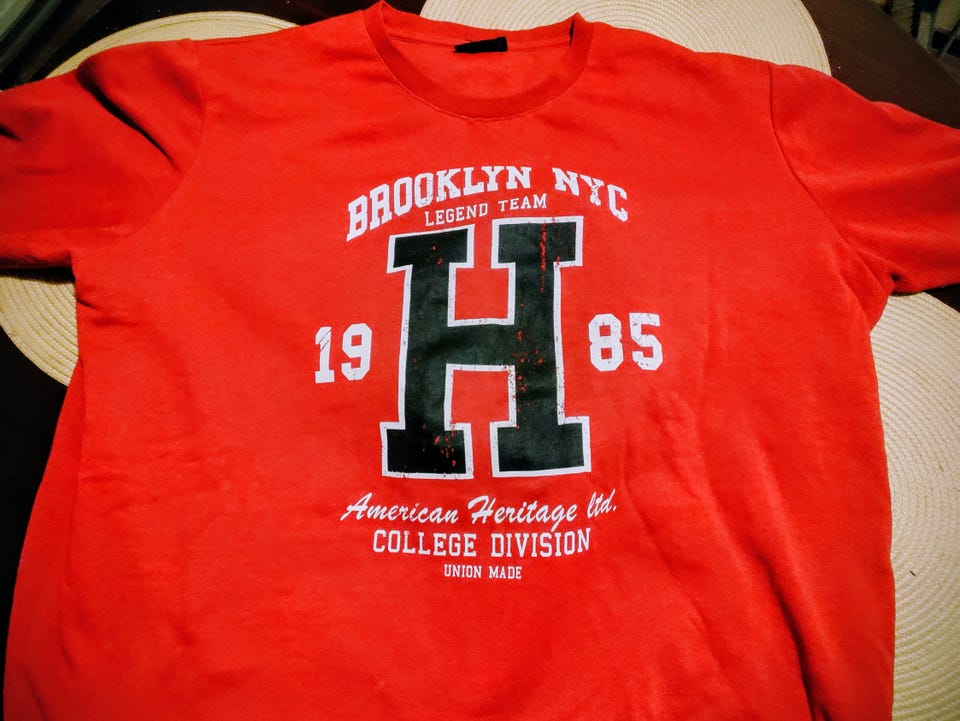 BROOKLYN NYC
LEGEND TEAM
19 H 85
American Heritage ltd.
COLLEGE DIVISION
UNION MADE